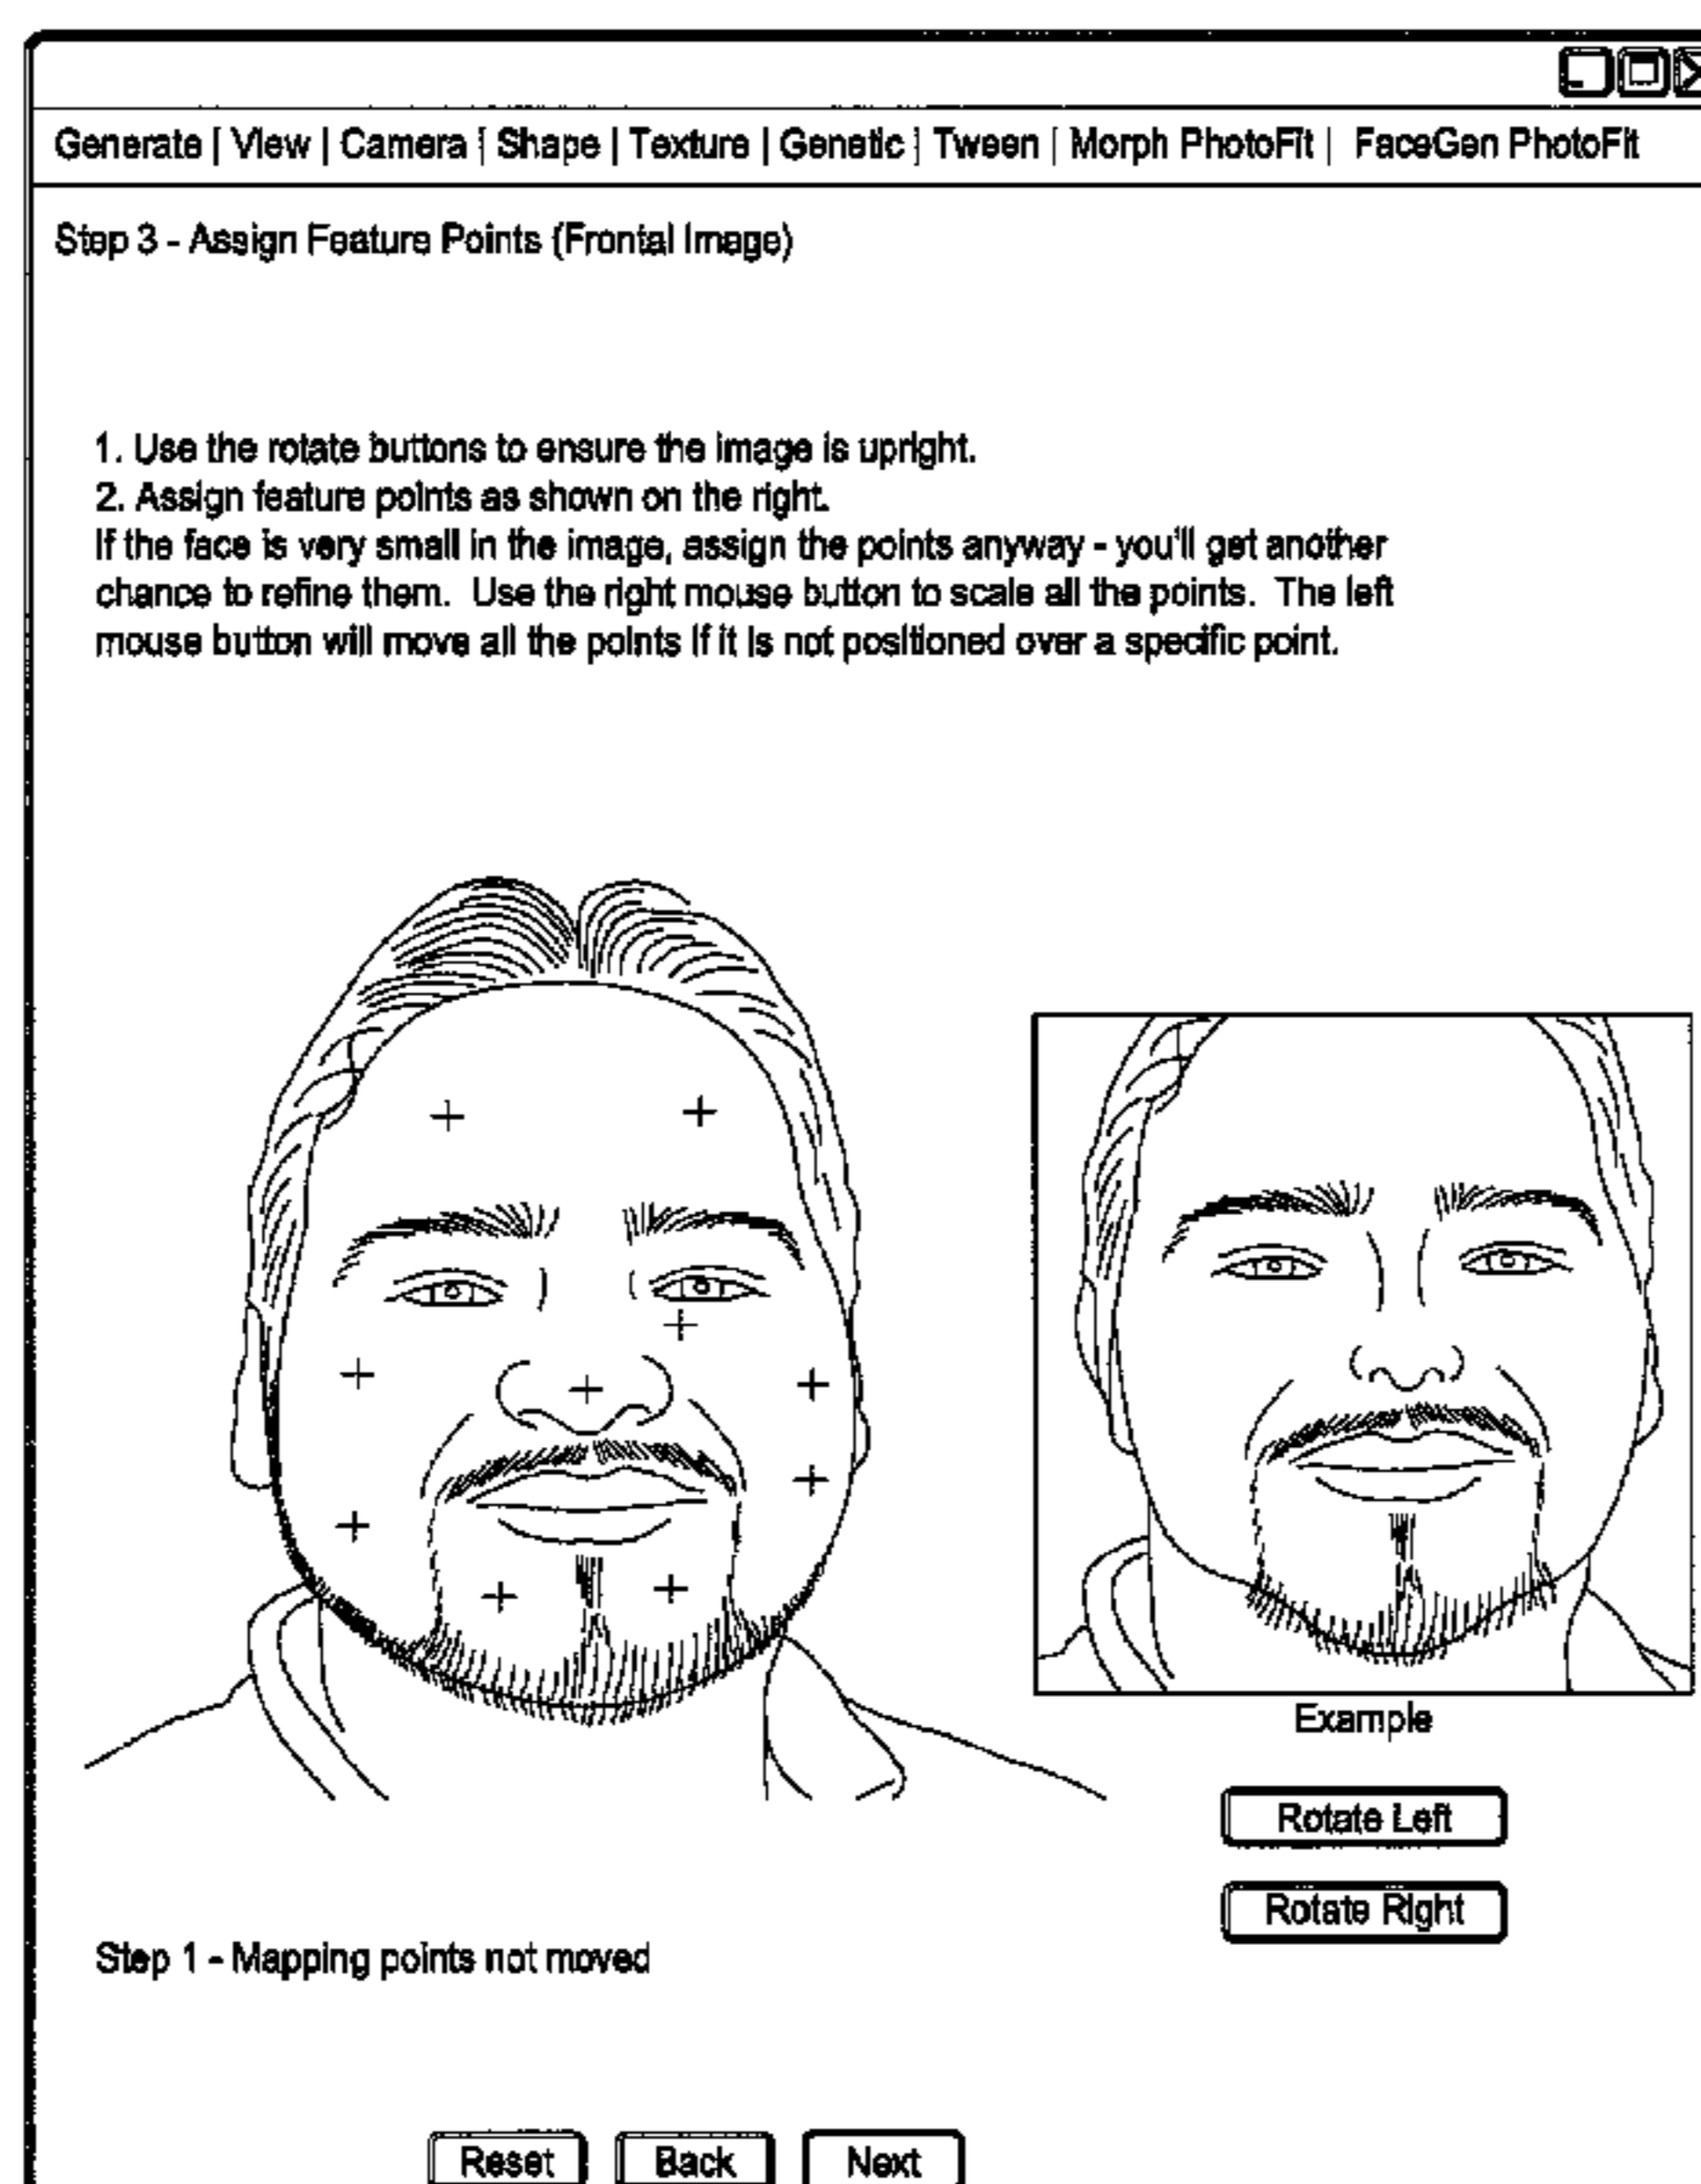 Generate | View | Camera | Shape | Texture | Genetic | Tween | Morph PhotoFit | FaceGen PhotoFit
Step 3 - Assign Feature Points (Frontal Image)
1. Use the rotate buttons to ensure the image is upright.
2. Assign feature points as shown on the right.
If the face is very small in the image, assign the points anyway - you'll get another
chance to refine them. Use the right mouse button to scale all the points. The left
mouse button will move all the points if it is not positioned over a specific point.
Example
Rotate Left
Rotate Right
Step 1 - Mapping points not moved
Reset Back Next